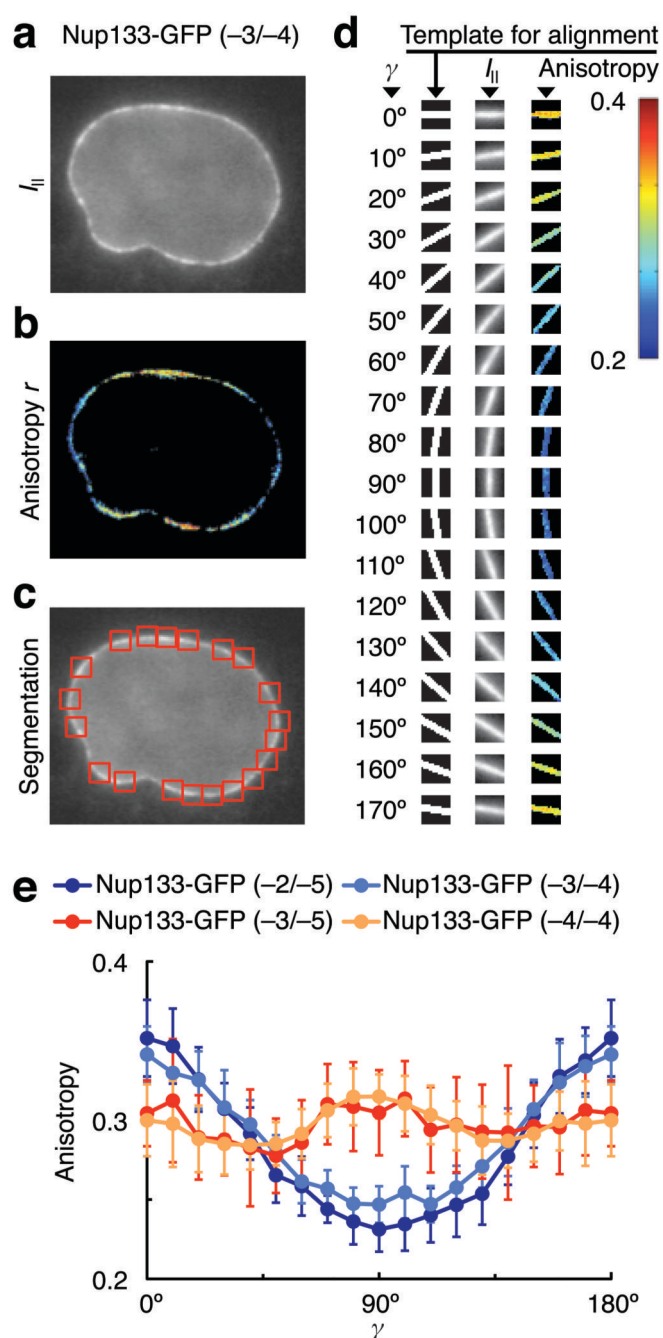 a Nup133-GFP (–3/–4)
I||
b
Anisotropy r
c
Segmentation
d Template for alignment
γ I|| Anisotropy
0º
10º
20º
30º
40º
50º
60º
70º
80º
90º
100º
110º
120º
130º
140º
150º
160º
170º
0.4
0.2
e Nup133-GFP (–2/–5) Nup133-GFP (–3/–4)
Nup133-GFP (–3/–5) Nup133-GFP (–4/–4)
0.4
0.3
0.2
Anisotropy
0º 90º 180º
γ